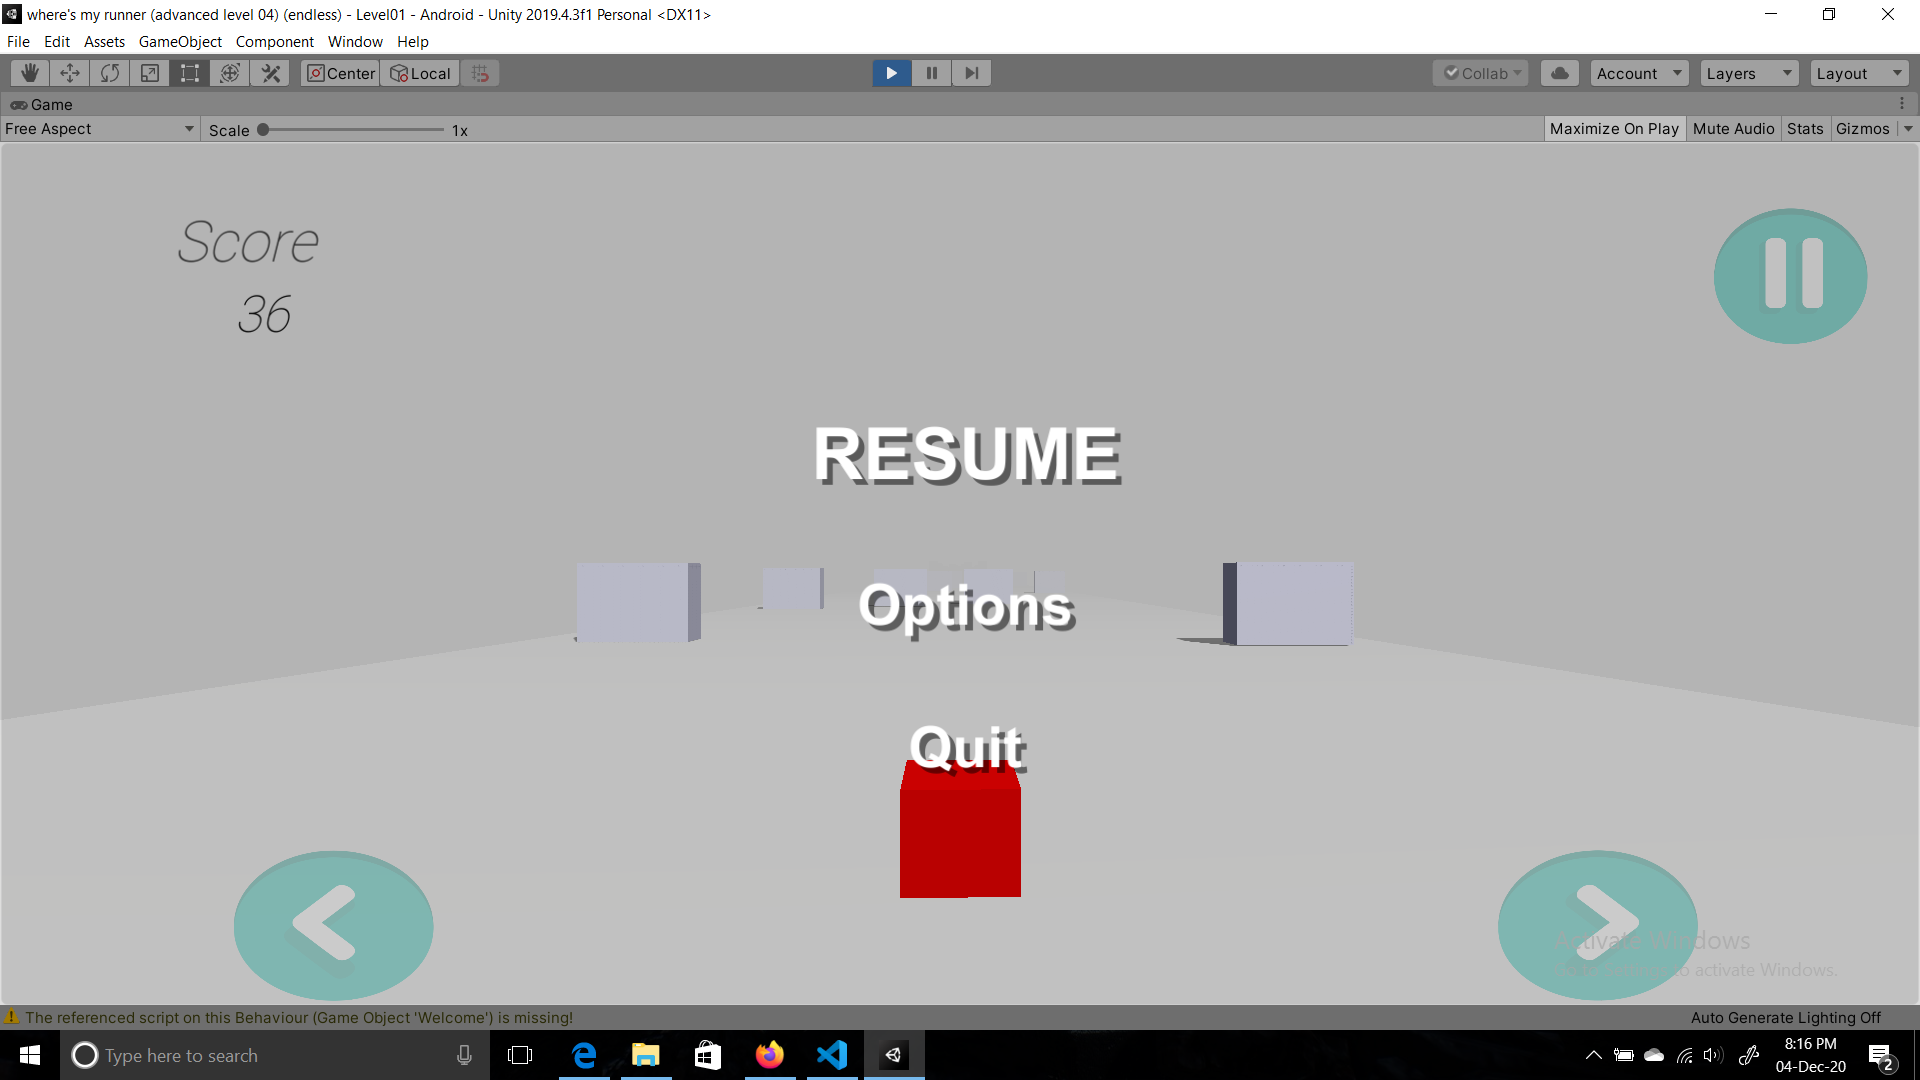 where's my runner (advanced level 04) (endless) - Level01 - Android - Unity 2019.4.3f1 Personal <DX11>
File Edit Assets GameObject Component Window Help
Center Local Collab Account Layers Layout
Game
Free Aspect Scale 1x Maximize On Play Mute Audio Stats Gizmos
Score
36
RESUME
Options
Quit
Activate Windows
to activate Windows.
The referenced script on this Behaviour (Game Object 'Welcome') is missing!
Auto Generate Lighting Off
Type here to search
8:16 PM
04-Dec-20
2